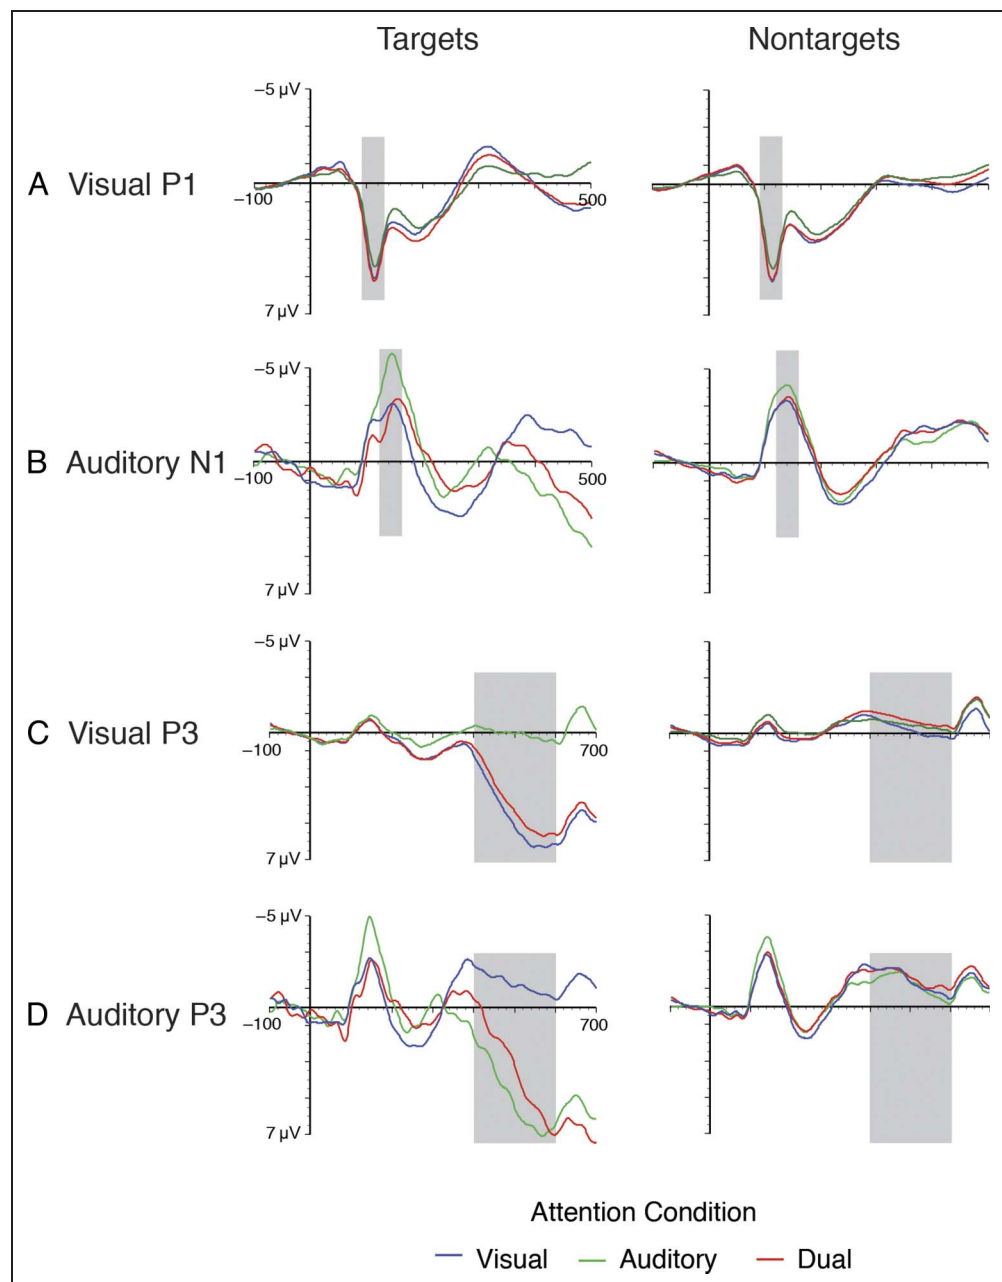 Targets Nontargets
−5 µV
A Visual P1
−100 500
7 µV
−5 µV
B Auditory N1
−100 500
7 µV
−5 µV
C Visual P3
−100 700
7 µV
−5 µV
D Auditory P3
−100 700
7 µV
Attention Condition
Visual Auditory Dual